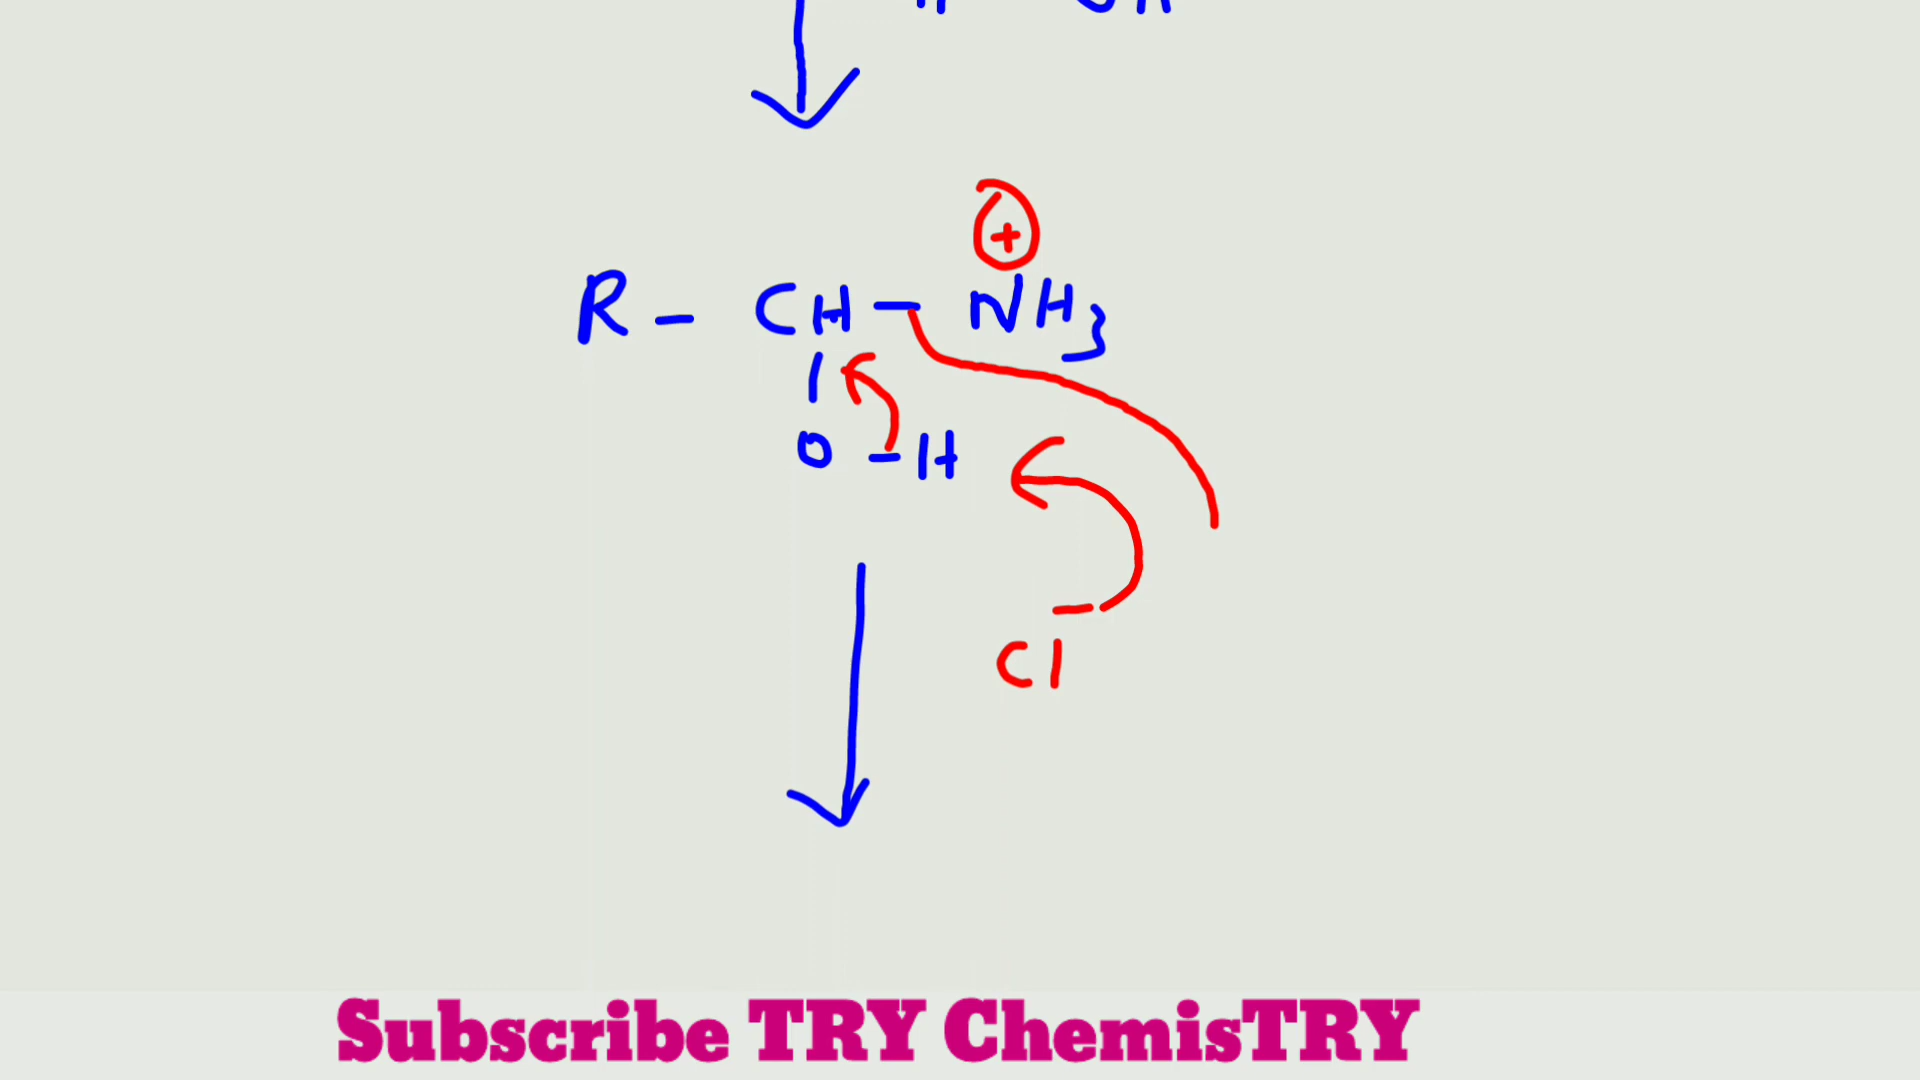 +
R - CH - NH3
O - H
-
Cl
Subscribe TRY ChemisTRY